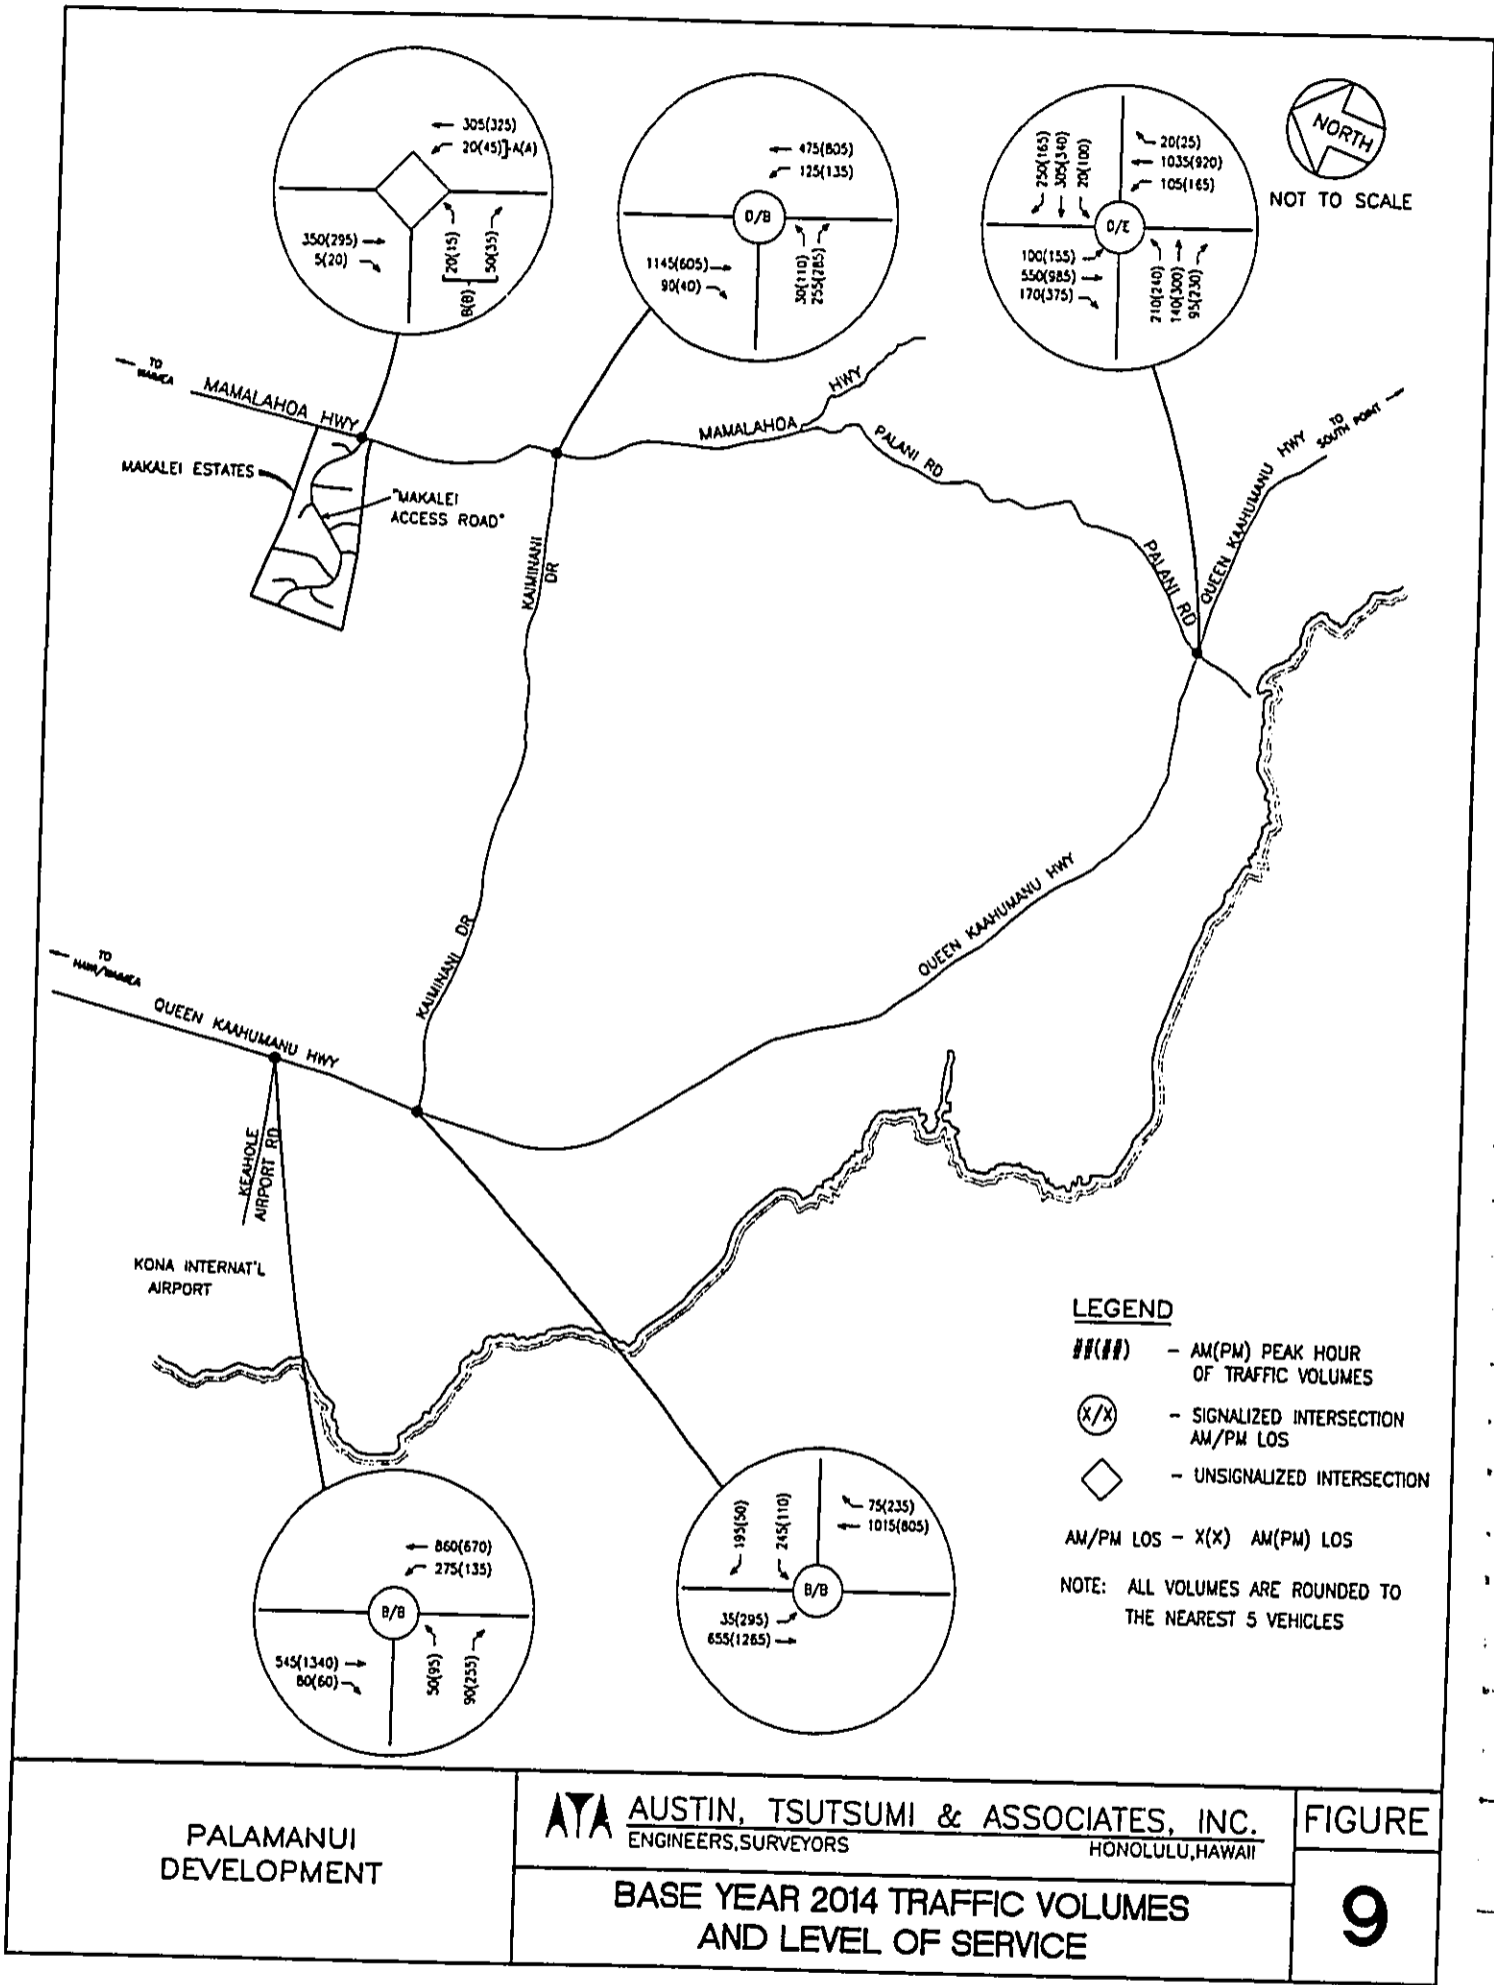 305(325)
20(45)]-A(A)
350(295)
5(20)
20(15)
50(35)
B(B)
475(805)
125(135)
D/B
1145(605)
90(40)
30(110)
255(285)
250(165)
305(340)
20(100)
20(25)
1035(920)
105(165)
100(155)
550(985)
170(375)
210(240)
140(300)
95(230)
NORTH
NOT TO SCALE
TO
MAMALAHOA HWY
MAKALEI ESTATES
"MAKALEI
ACCESS ROAD"
KAIMINANI
DR
MAMALAHOA
HWY
PALANI RD
PALANI RD
QUEEN KAAHUMANU HWY
TO
SOUTH POINT
QUEEN KAAHUMANU HWY
KAIMINANI DR
TO
QUEEN KAAHUMANU HWY
KEAHOLE
AIRPORT RD
KONA INTERNAT'L
AIRPORT
860(670)
275(135)
B/B
545(1340)
80(60)
50(95)
90(255)
195(50)
245(110)
75(235)
1015(805)
B/B
35(295)
655(1265)
LEGEND
##(##) - AM(PM) PEAK HOUR
OF TRAFFIC VOLUMES
X/X - SIGNALIZED INTERSECTION
AM/PM LOS
- UNSIGNALIZED INTERSECTION
AM/PM LOS - X(X) AM(PM) LOS
NOTE: ALL VOLUMES ARE ROUNDED TO
THE NEAREST 5 VEHICLES
PALAMANUI
DEVELOPMENT
ATA AUSTIN, TSUTSUMI & ASSOCIATES, INC.
ENGINEERS,SURVEYORS HONOLULU,HAWAII
BASE YEAR 2014 TRAFFIC VOLUMES
AND LEVEL OF SERVICE
FIGURE
9